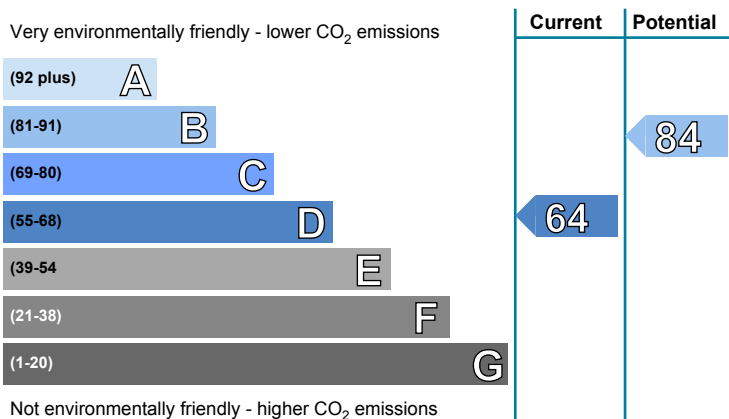 Current Potential
Very environmentally friendly - lower CO2 emissions
(92 plus) A
(81-91) B
84
(69-80) C
(55-68) D
64
(39-54 E
(21-38) F
(1-20) G
Not environmentally friendly - higher CO2 emissions